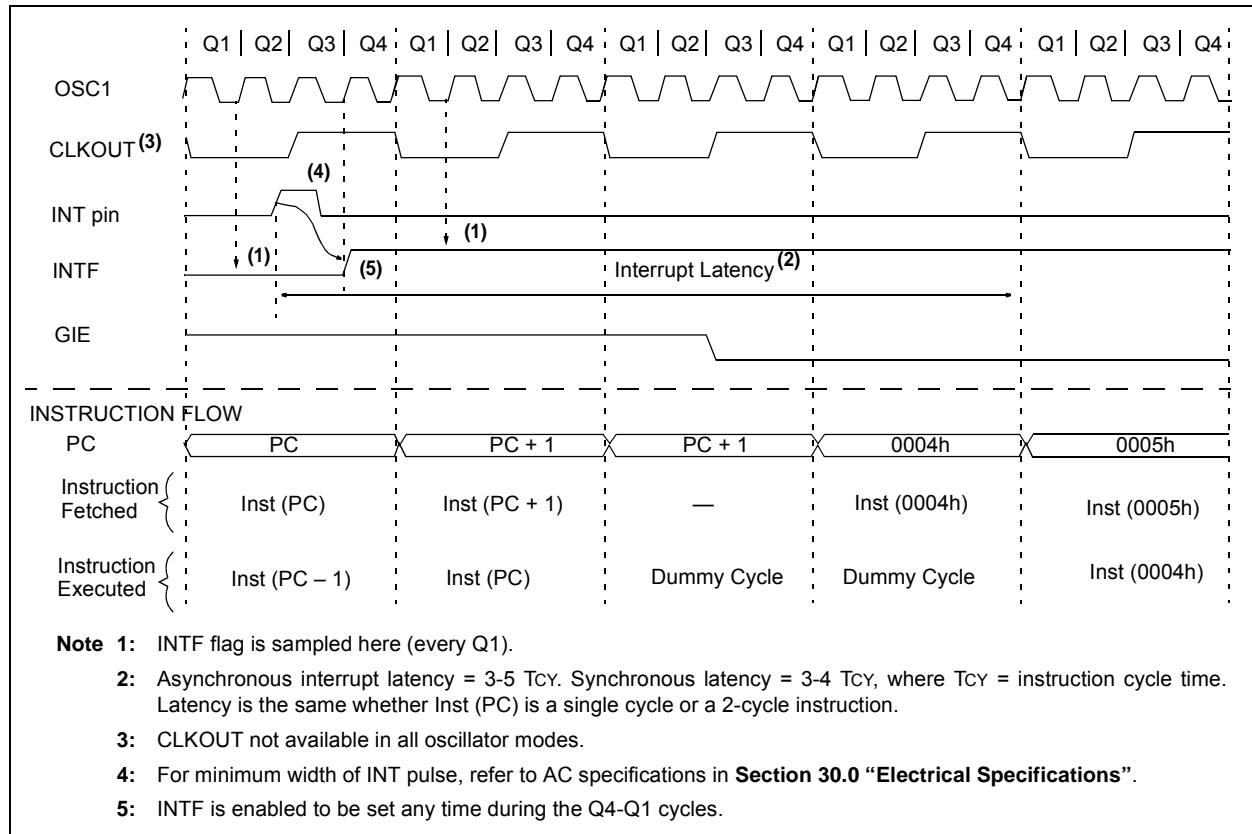 Q1 | Q2 | Q3 | Q4 Q1 | Q2 | Q3 | Q4 Q1 | Q2 | Q3 | Q4 Q1 | Q2 | Q3 | Q4 Q1 | Q2 | Q3 | Q4
OSC1
CLKOUT (3)
(4)
INT pin
(1)
(1)
INTF
(5)
Interrupt Latency (2)
GIE
INSTRUCTION FLOW
PC PC PC + 1 PC + 1 0004h 0005h
Instruction
Fetched
Inst (PC) Inst (PC + 1) — Inst (0004h) Inst (0005h)
Instruction
Executed
Inst (PC – 1) Inst (PC) Dummy Cycle Dummy Cycle Inst (0004h)
Note 1: INTF flag is sampled here (every Q1).
2: Asynchronous interrupt latency = 3-5 TCY. Synchronous latency = 3-4 TCY, where TCY = instruction cycle time.
Latency is the same whether Inst (PC) is a single cycle or a 2-cycle instruction.
3: CLKOUT not available in all oscillator modes.
4: For minimum width of INT pulse, refer to AC specifications in Section 30.0 “Electrical Specifications”.
5: INTF is enabled to be set any time during the Q4-Q1 cycles.